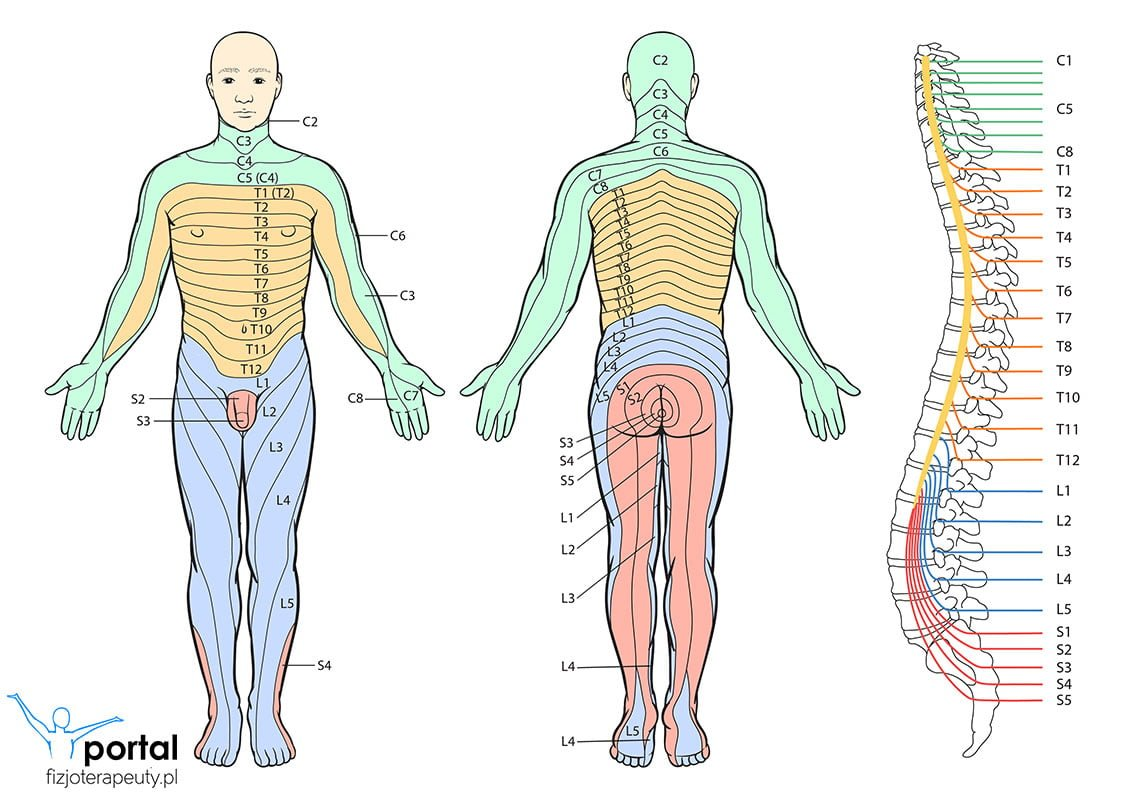 C2
C3
C4
C5 (C4)
T1 (T2)
T2
T3
T4
T5
T6
T7
T8
T9
T10
T11
T12
L1
L2
L3
L4
L5
C6
C3
C7
C8
S2
S3
S4
C2
C3
C4
C5
C6
C7
C8
T1
T2
T3
T4
T5
T6
T7
T8
T9
T10
T11
T12
L1
L2
L3
L4
L5
S1
S2
S3
S4
S5
L1
L2
L3
L4
L5
L4
C1
C5
C8
T1
T2
T3
T4
T5
T6
T7
T8
T9
T10
T11
T12
L1
L2
L3
L4
L5
S1
S2
S3
S4
S5
portal
fizjoterapeuty.pl